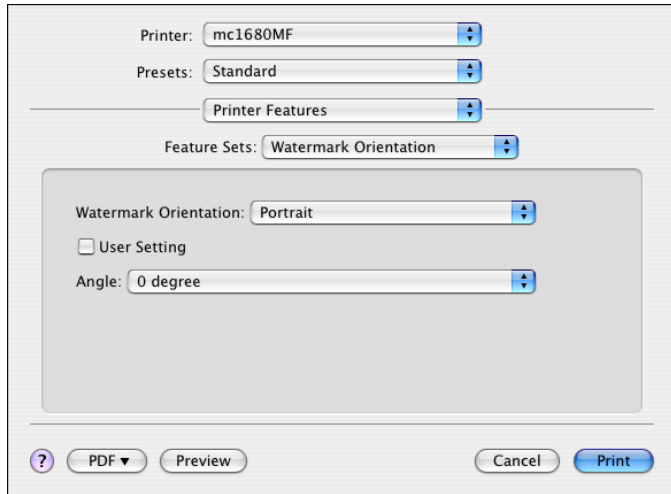 Printer: mc1680MF
Presets: Standard
Printer Features
Feature Sets: Watermark Orientation
Watermark Orientation: Portrait
User Setting
Angle: 0 degree
? PDF ▼ Preview Cancel Print